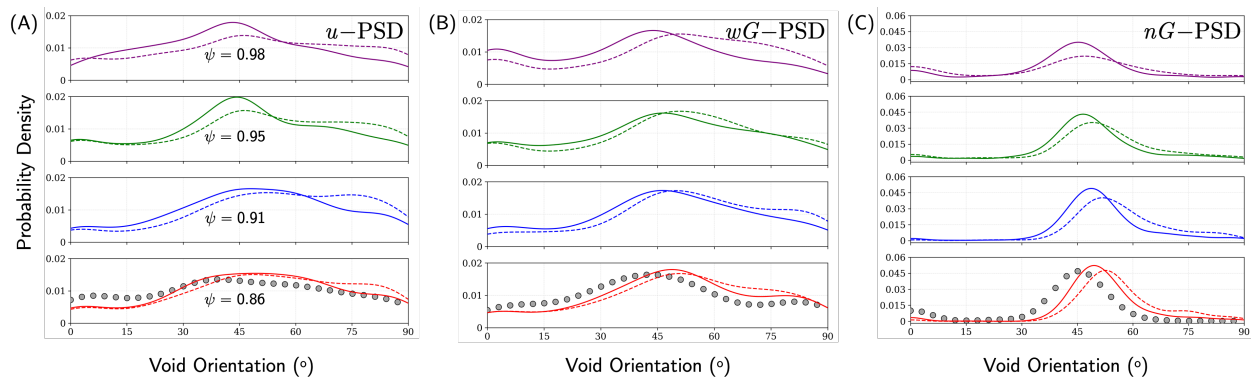 (A)
u−PSD
0.02
0.01
0
ψ = 0.98
0.02
0.01
0
ψ = 0.95
0.02
0.01
0
ψ = 0.91
0.02
0.01
0
ψ = 0.86
0 15 30 45 60 75 90
Probability Density
Void Orientation (º)
(B)
wG−PSD
0.02
0.01
0
0.02
0.01
0
0.02
0.01
0
0.02
0.01
0
0 15 30 45 60 75 90
Void Orientation (º)
(C)
nG−PSD
0.06
0.045
0.03
0.015
0
0.06
0.045
0.03
0.015
0
0.06
0.045
0.03
0.015
0
0.06
0.045
0.03
0.015
0
0 15 30 45 60 75 90
Void Orientation (º)